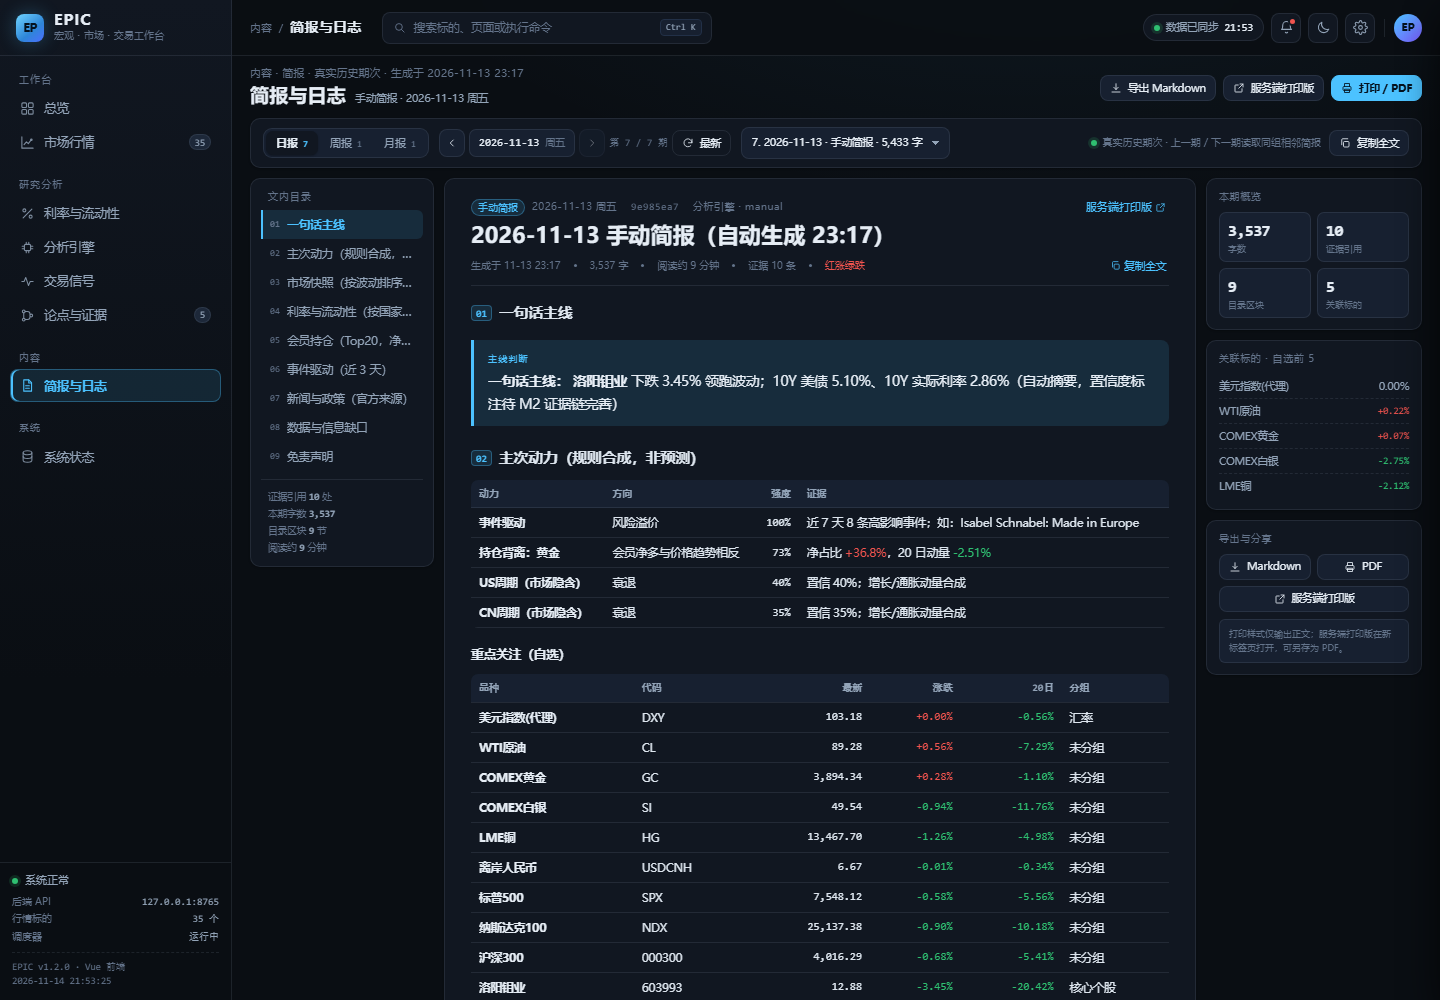 EP
EPIC
宏观 · 市场 · 交易工作台
工作台
总览
市场行情 35
研究分析
利率与流动性
分析引擎
交易信号
论点与证据 5
内容
简报与日志
系统
系统状态
系统正常
后端 API 127.0.0.1:8765
行情标的 35 个
调度器 运行中
EPIC v1.2.0 · Vue 前端
2026-11-14 21:53:25
内容 / 简报与日志
搜索标的、页面或执行命令 Ctrl K
数据已同步 21:53
EP
内容 · 简报 · 真实历史期次 · 生成于 2026-11-13 23:17
简报与日志 手动简报 · 2026-11-13 周五
导出 Markdown
服务端打印版
打印 / PDF
日报 7 周报 1 月报 1
2026-11-13 周五
第 7 / 7 期
最新
7. 2026-11-13 · 手动简报 · 5,433 字
真实历史期次 · 上一期 / 下一期读取同组相邻简报
复制全文
文内目录
01 一句话主线
02 主次动力（规则合成，...
03 市场快照（按波动排序...
04 利率与流动性（按国家...
05 会员持仓（Top20，净...
06 事件驱动（近 3 天）
07 新闻与政策（官方来源）
08 数据与信息缺口
09 免责声明
证据引用 10 处
本期字数 3,537
目录区块 9 节
阅读约 9 分钟
手动简报 2026-11-13 周五 9e985ea7 分析引擎 · manual
服务端打印版
2026-11-13 手动简报（自动生成 23:17）
生成于 11-13 23:17 • 3,537 字 • 阅读约 9 分钟 • 证据 10 条 • 红涨绿跌
复制全文
01 一句话主线
主线判断
一句话主线： 洛阳钼业 下跌 3.45% 领跑波动；10Y 美债 5.10%、10Y 实际利率 2.86%（自动摘要，置信度标
注待 M2 证据链完善）
02 主次动力（规则合成，非预测）
动力 方向 强度 证据
事件驱动 风险溢价 100% 近 7 天 8 条高影响事件；如：Isabel Schnabel: Made in Europe
持仓背离：黄金 会员净多与价格趋势相反 73% 净占比 +36.8%，20 日动量 -2.51%
US周期（市场隐含） 衰退 40% 置信 40%；增长/通胀动量合成
CN周期（市场隐含） 衰退 35% 置信 35%；增长/通胀动量合成
重点关注（自选）
品种 代码 最新 涨跌 20日 分组
美元指数(代理) DXY 103.18 +0.00% -0.56% 汇率
WTI原油 CL 89.28 +0.56% -7.29% 未分组
COMEX黄金 GC 3,894.34 +0.28% -1.10% 未分组
COMEX白银 SI 49.54 -0.94% -11.76% 未分组
LME铜 HG 13,467.70 -1.26% -4.98% 未分组
离岸人民币 USDCNH 6.67 -0.01% -0.34% 未分组
标普500 SPX 7,548.12 -0.58% -5.56% 未分组
纳斯达克100 NDX 25,137.38 -0.90% -10.18% 未分组
沪深300 000300 4,016.29 -0.68% -5.41% 未分组
洛阳钼业 603993 12.88 -3.45% -20.42% 核心个股
本期概览
3,537
字数
10
证据引用
9
目录区块
5
关联标的
关联标的 · 自选前 5
美元指数(代理) 0.00%
WTI原油 +0.22%
COMEX黄金 +0.07%
COMEX白银 -2.75%
LME铜 -2.12%
导出与分享
Markdown
PDF
服务端打印版
打印样式仅输出正文；服务端打印版在新
标签页打开，可另存为 PDF。